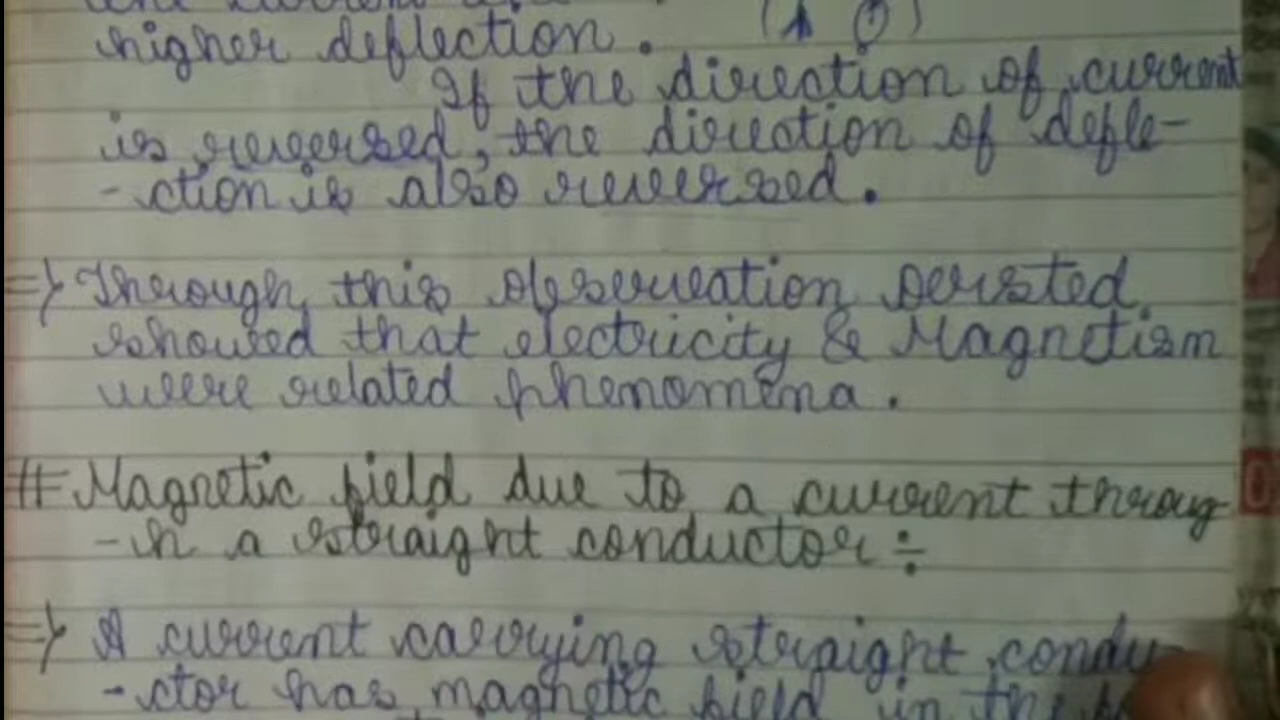 higher deflection.
If the direction of current
is reversed, the direction of defle-
-ction is also reversed.
=> Through this observation oersted
showed that electricity & Magnetism
were related phenomena.
# Magnetic field due to a current throug-
-h a straight conductor ÷
=> A current carrying straight condu-
-ctor has magnetic field in the